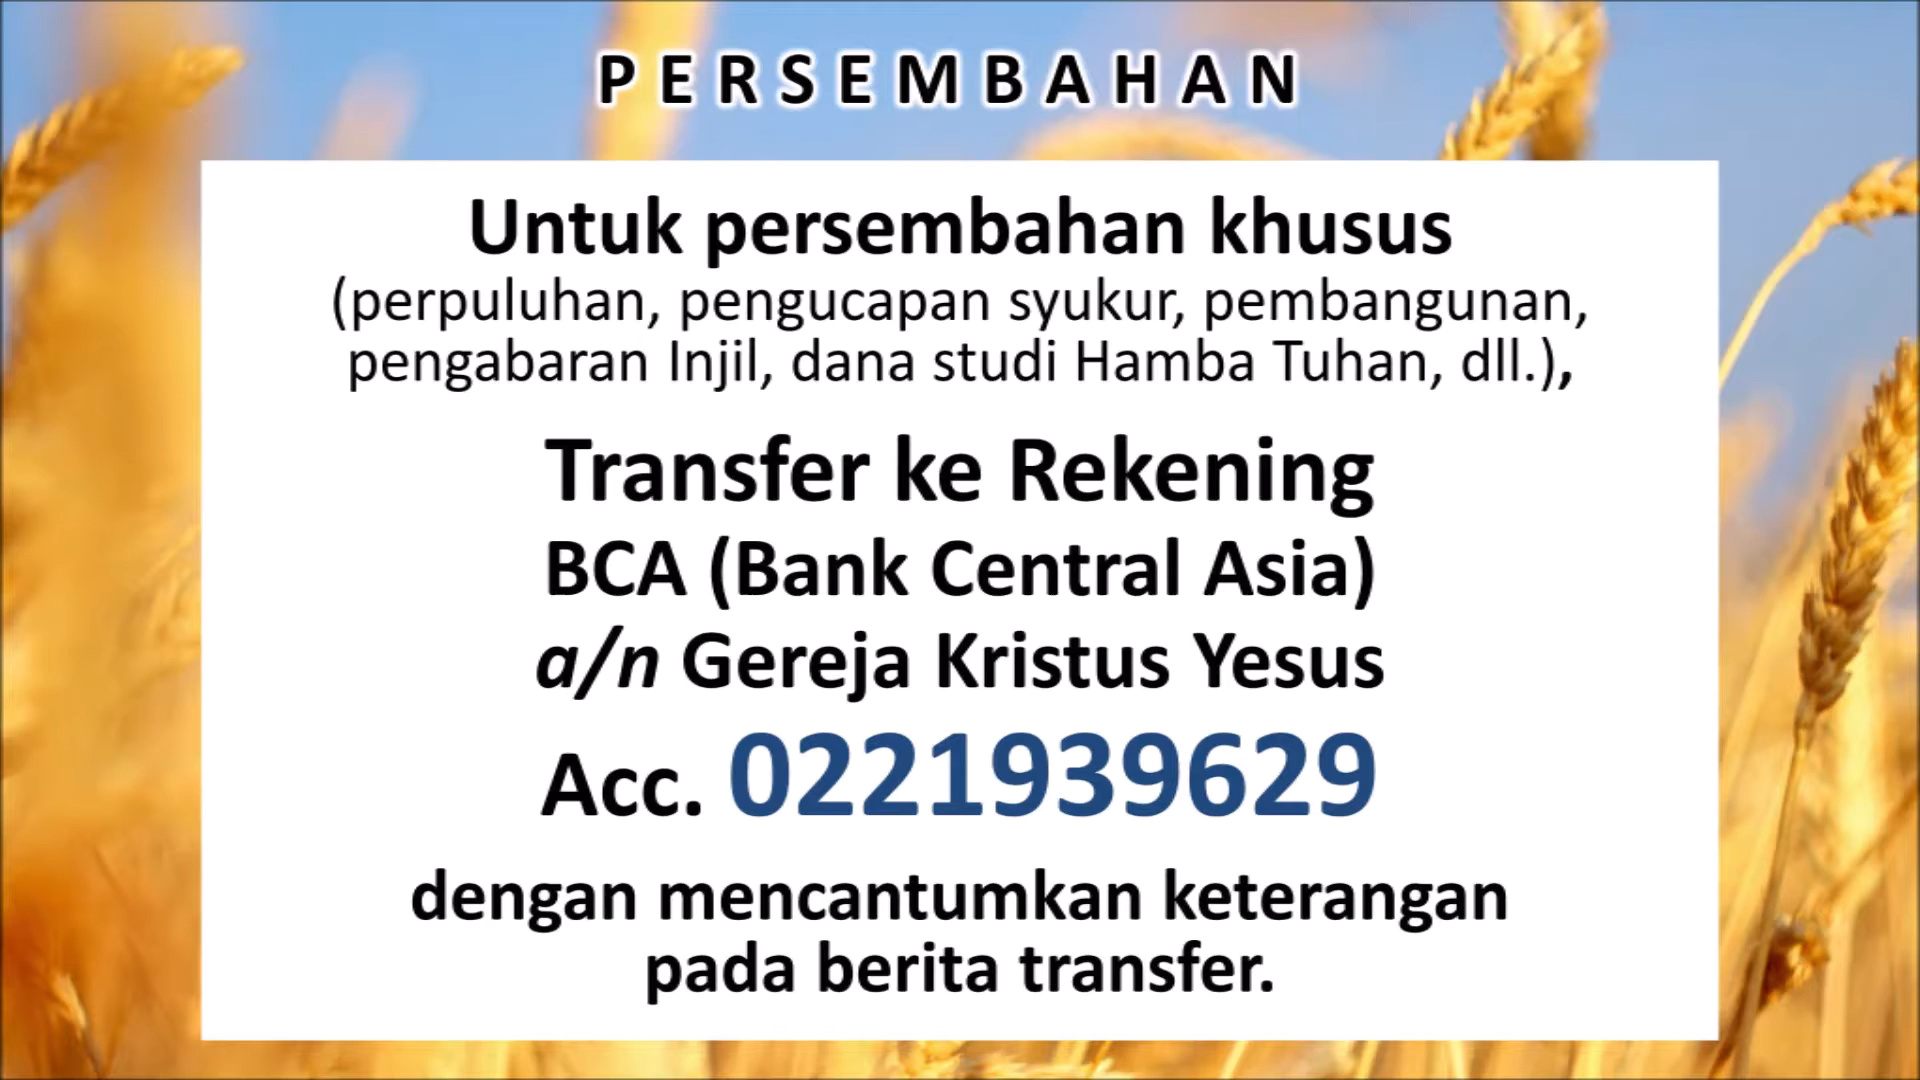 PERSEMBAHAN
Untuk persembahan khusus
(perpuluhan, pengucapan syukur, pembangunan,
pengabaran Injil, dana studi Hamba Tuhan, dll.),
Transfer ke Rekening
BCA (Bank Central Asia)
a/n Gereja Kristus Yesus
Acc. 0221939629
dengan mencantumkan keterangan
pada berita transfer.